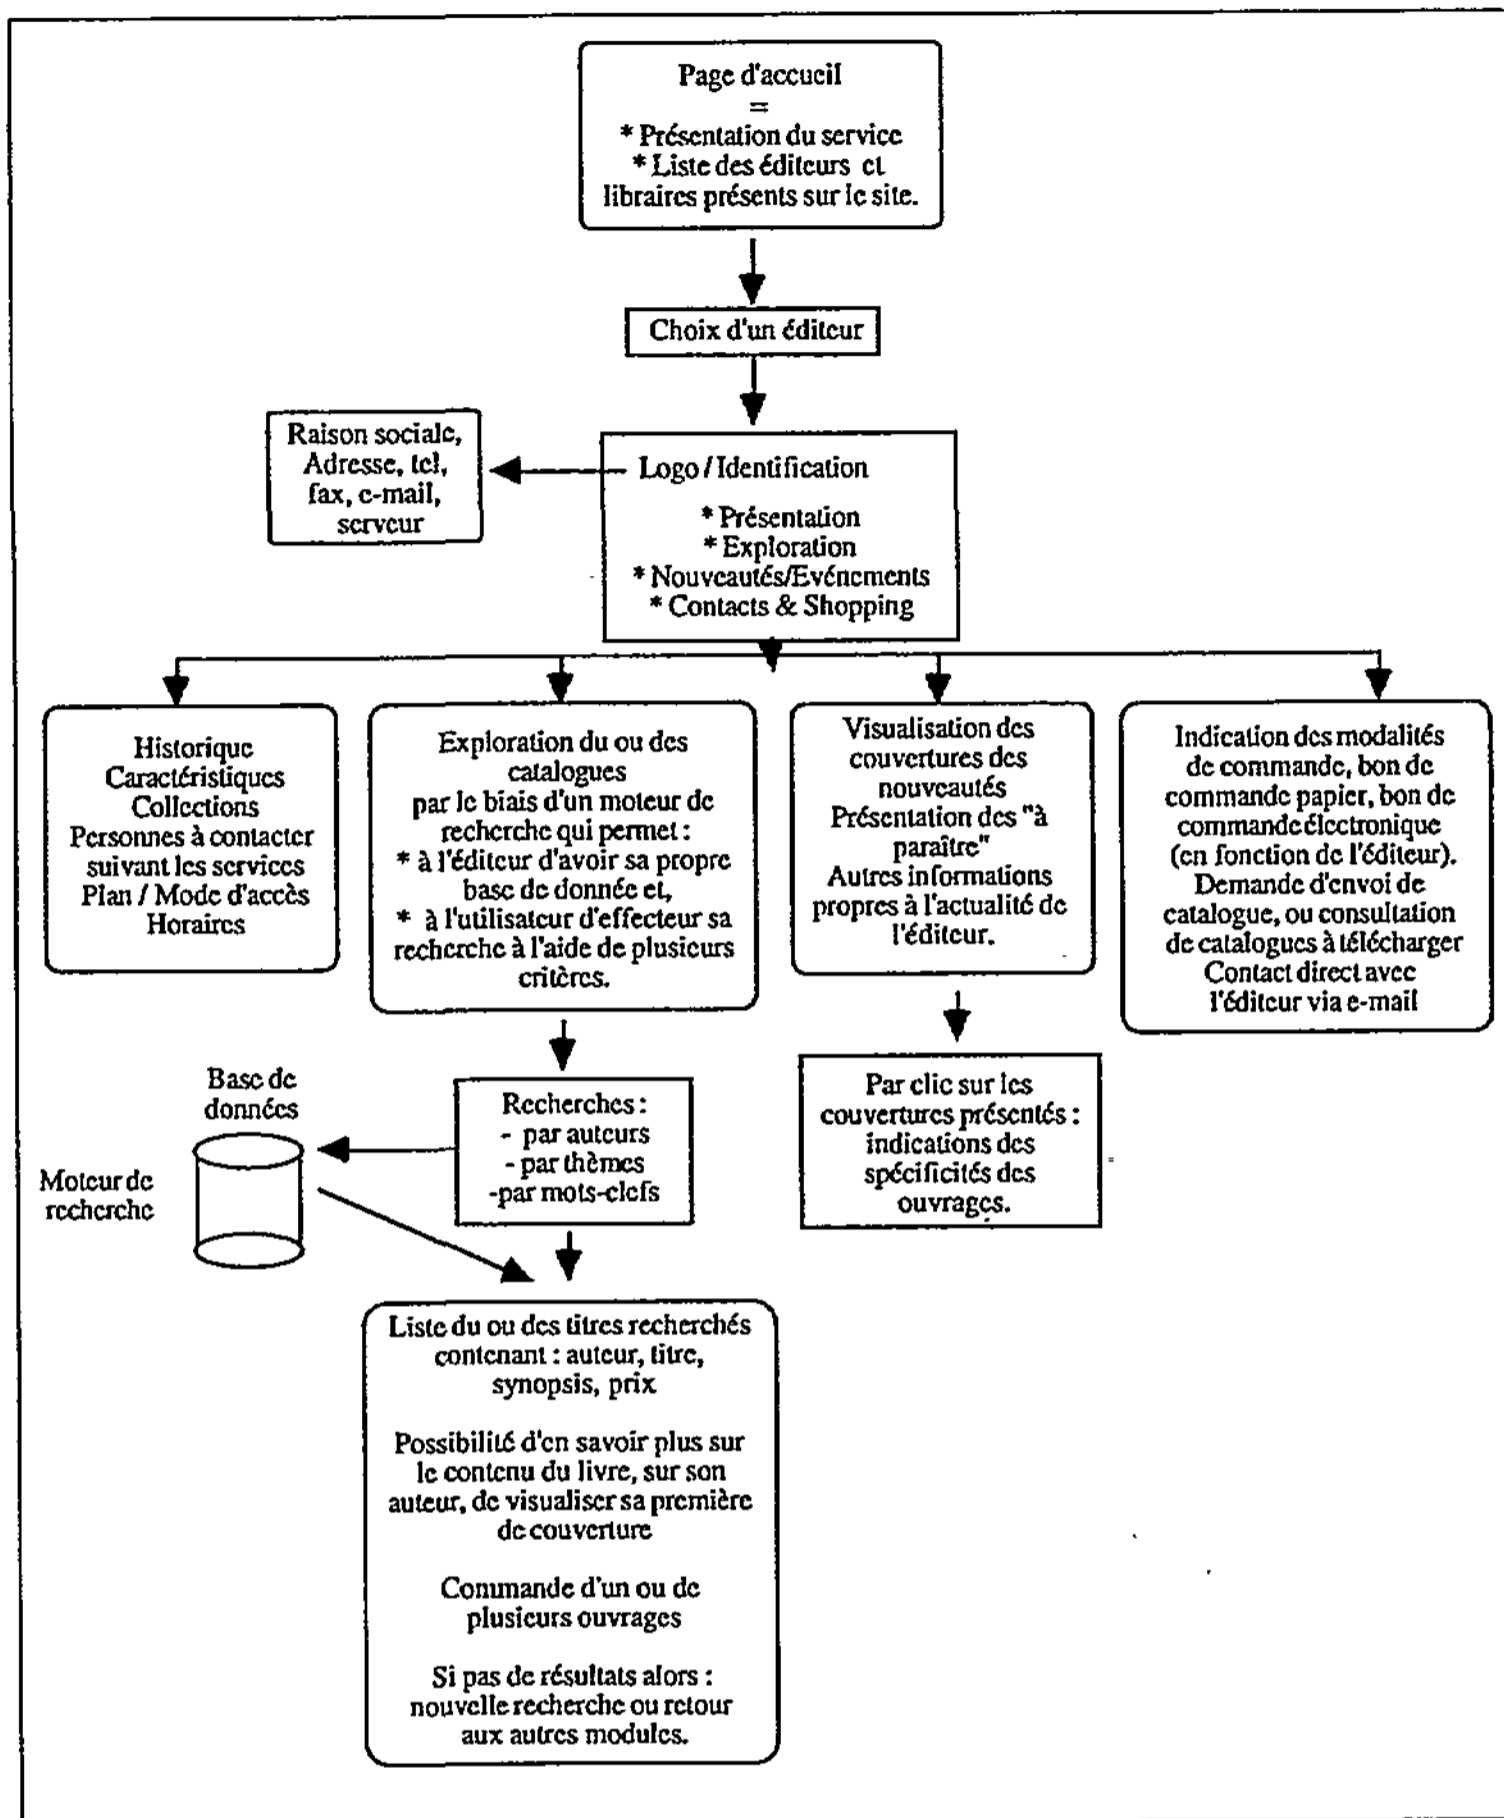 Page d'accueil
=
* Présentation du service
* Liste des éditeurs et
libraires présents sur le site.
Choix d'un éditeur
Raison sociale,
Adresse, tel,
fax, e-mail,
serveur
Logo / Identification
* Présentation
* Exploration
* Nouveautés/Evénements
* Contacts & Shopping
Historique
Caractéristiques
Collections
Personnes à contacter
suivant les services
Plan / Mode d'accès
Horaires
Exploration du ou des
catalogues
par le biais d'un moteur de
recherche qui permet :
* à l'éditeur d'avoir sa propre
base de donnée et,
* à l'utilisateur d'effecteur sa
recherche à l'aide de plusieurs
critères.
Visualisation des
couvertures des
nouveautés
Présentation des "à
paraître"
Autres informations
propres à l'actualité de
l'éditeur.
Indication des modalités
de commande, bon de
commande papier, bon de
commande électronique
(en fonction de l'éditeur).
Demande d'envoi de
catalogue, ou consultation
de catalogues à télécharger
Contact direct avec
l'éditeur via e-mail
Base de
données
Moteur de
recherche
Recherches :
- par auteurs
- par thèmes
-par mots-clefs
Par clic sur les
couvertures présentés :
indications des
spécificités des
ouvrages.
Liste du ou des titres recherchés
contenant : auteur, titre,
synopsis, prix
Possibilité d'en savoir plus sur
le contenu du livre, sur son
auteur, de visualiser sa première
de couverture
Commande d'un ou de
plusieurs ouvrages
Si pas de résultats alors :
nouvelle recherche ou retour
aux autres modules.